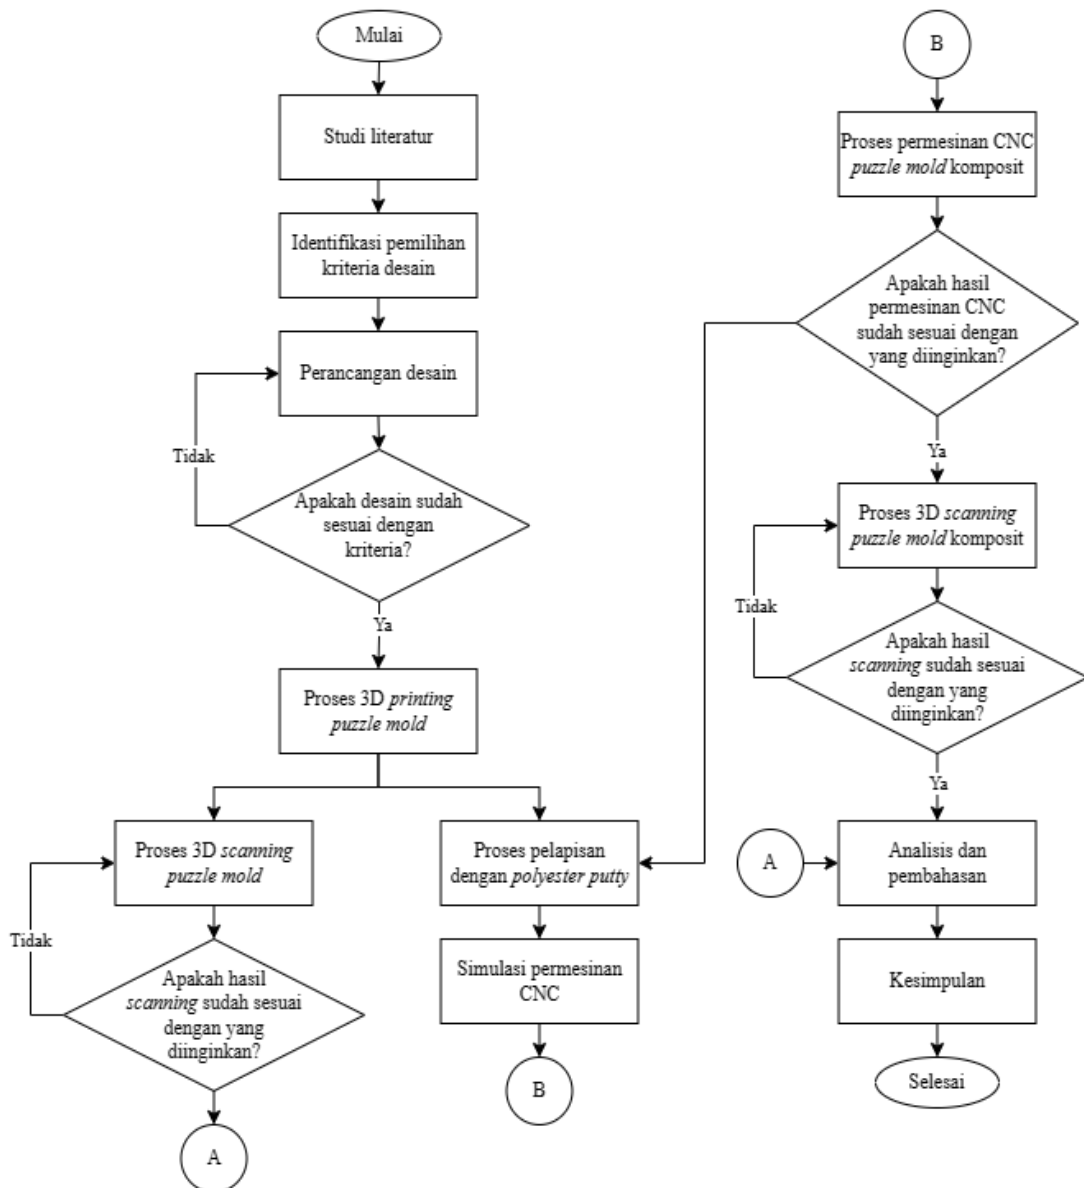 Mulai
Studi literatur
Identifikasi pemilihan
kriteria desain
Perancangan desain
Tidak
Apakah desain sudah
sesuai dengan
kriteria?
Ya
Proses 3D printing
puzzle mold
Proses 3D scanning
puzzle mold
Tidak
Apakah hasil
scanning sudah sesuai
dengan yang
diinginkan?
A
Proses pelapisan
dengan polyester putty
Simulasi permesinan
CNC
B
B
Proses permesinan CNC
puzzle mold komposit
Apakah hasil
permesinan CNC
sudah sesuai dengan
yang diinginkan?
Ya
Proses 3D scanning
puzzle mold komposit
Tidak
Apakah hasil
scanning sudah sesuai
dengan yang
diinginkan?
Ya
A
Analisis dan
pembahasan
Kesimpulan
Selesai